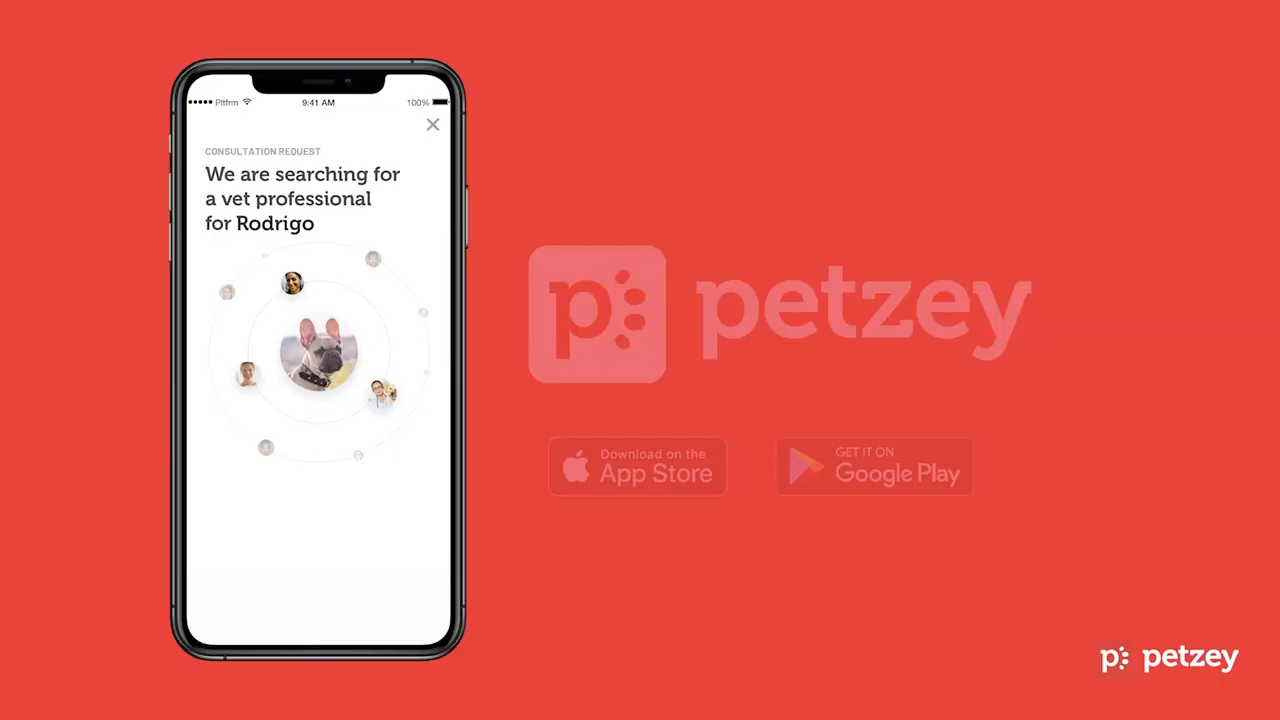 Pltfrm
9:41 AM
100%
CONSULTATION REQUEST
We are searching for
a vet professional
for Rodrigo
p petzey
Download on the
App Store
GET IT ON
Google Play
p petzey